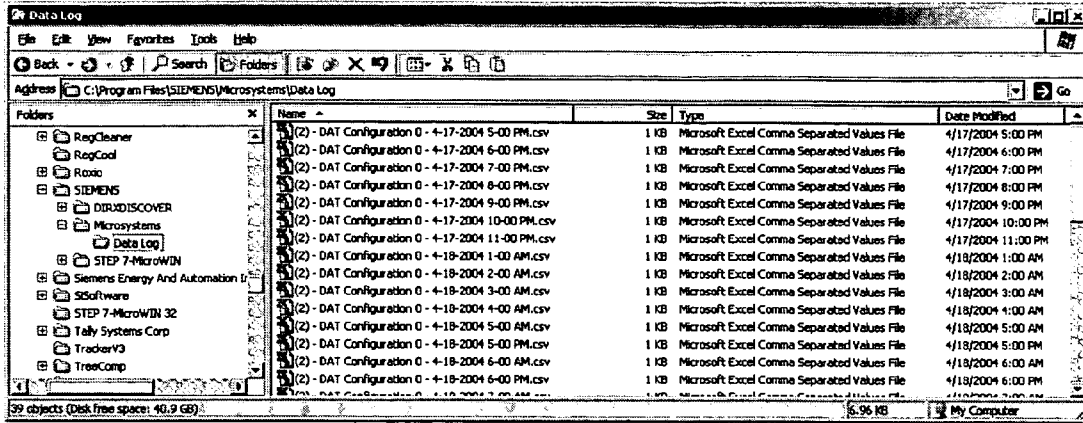 Data Log
File Edit View Favorites Tools Help
Back Search Folders
Address C:\Program Files\SIEMENS\Microsystems\Data Log Go
Folders
RegCleaner
RegCool
Roxio
SIEMENS
DIRXDISCOVER
Microsystems
Data Log
STEP 7-MicroWIN
Siemens Energy And Automation
SiSoftware
STEP 7-MicroWIN 32
Tally Systems Corp
TrackerV3
TreeComp
Name Size Type Date Modified
(2) - DAT Configuration 0 - 4-17-2004 5-00 PM.csv 1 KB Microsoft Excel Comma Separated Values File 4/17/2004 5:00 PM
(2) - DAT Configuration 0 - 4-17-2004 6-00 PM.csv 1 KB Microsoft Excel Comma Separated Values File 4/17/2004 6:00 PM
(2) - DAT Configuration 0 - 4-17-2004 7-00 PM.csv 1 KB Microsoft Excel Comma Separated Values File 4/17/2004 7:00 PM
(2) - DAT Configuration 0 - 4-17-2004 8-00 PM.csv 1 KB Microsoft Excel Comma Separated Values File 4/17/2004 8:00 PM
(2) - DAT Configuration 0 - 4-17-2004 9-00 PM.csv 1 KB Microsoft Excel Comma Separated Values File 4/17/2004 9:00 PM
(2) - DAT Configuration 0 - 4-17-2004 10-00 PM.csv 1 KB Microsoft Excel Comma Separated Values File 4/17/2004 10:00 PM
(2) - DAT Configuration 0 - 4-17-2004 11-00 PM.csv 1 KB Microsoft Excel Comma Separated Values File 4/17/2004 11:00 PM
(2) - DAT Configuration 0 - 4-18-2004 1-00 AM.csv 1 KB Microsoft Excel Comma Separated Values File 4/18/2004 1:00 AM
(2) - DAT Configuration 0 - 4-18-2004 2-00 AM.csv 1 KB Microsoft Excel Comma Separated Values File 4/18/2004 2:00 AM
(2) - DAT Configuration 0 - 4-18-2004 3-00 AM.csv 1 KB Microsoft Excel Comma Separated Values File 4/18/2004 3:00 AM
(2) - DAT Configuration 0 - 4-18-2004 4-00 AM.csv 1 KB Microsoft Excel Comma Separated Values File 4/18/2004 4:00 AM
(2) - DAT Configuration 0 - 4-18-2004 5-00 AM.csv 1 KB Microsoft Excel Comma Separated Values File 4/18/2004 5:00 AM
(2) - DAT Configuration 0 - 4-18-2004 5-00 PM.csv 1 KB Microsoft Excel Comma Separated Values File 4/18/2004 5:00 PM
(2) - DAT Configuration 0 - 4-18-2004 6-00 AM.csv 1 KB Microsoft Excel Comma Separated Values File 4/18/2004 6:00 AM
(2) - DAT Configuration 0 - 4-18-2004 6-00 PM.csv 1 KB Microsoft Excel Comma Separated Values File 4/18/2004 6:00 PM
39 objects (Disk free space: 40.9 GB) 6.96 KB My Computer